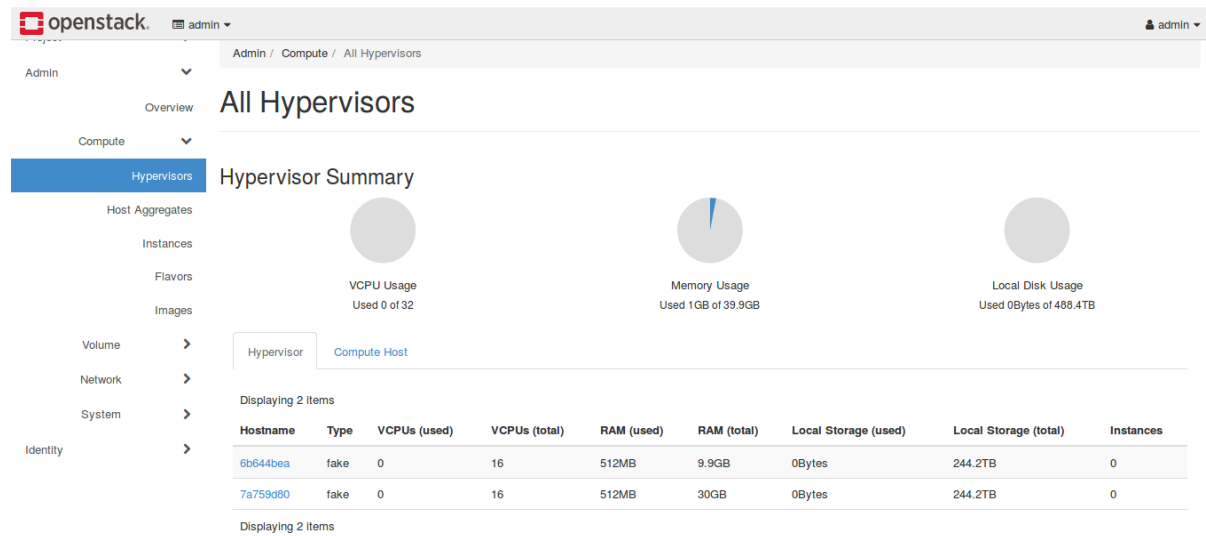 openstack. admin admin
Admin / Compute / All Hypervisors
Admin
Overview
Compute
Hypervisors
Host Aggregates
Instances
Flavors
Images
Volume
Network
System
Identity
All Hypervisors
Hypervisor Summary
VCPU Usage
Used 0 of 32
Memory Usage
Used 1GB of 39.9GB
Local Disk Usage
Used 0Bytes of 488.4TB
Hypervisor Compute Host
Displaying 2 items
Hostname Type VCPUs (used) VCPUs (total) RAM (used) RAM (total) Local Storage (used) Local Storage (total) Instances
6b644bea fake 0 16 512MB 9.9GB 0Bytes 244.2TB 0
7a759d80 fake 0 16 512MB 30GB 0Bytes 244.2TB 0
Displaying 2 items